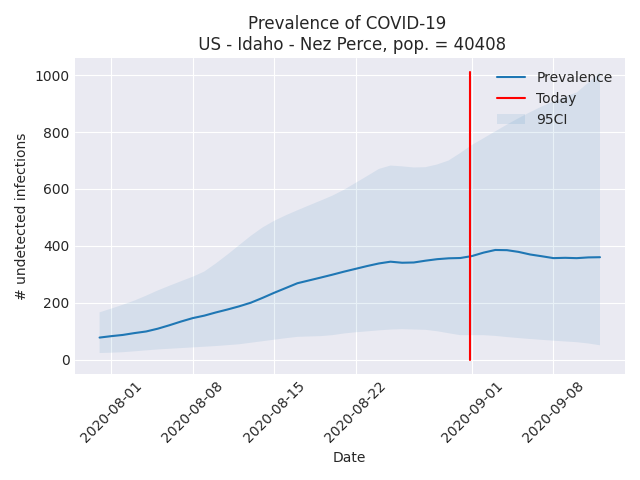 Prevalence of COVID-19
US - Idaho - Nez Perce, pop. = 40408
Prevalence
Today
95CI
# undetected infections
1000
800
600
400
200
0
2020-08-01
2020-08-08
2020-08-15
2020-08-22
2020-09-01
2020-09-08
Date